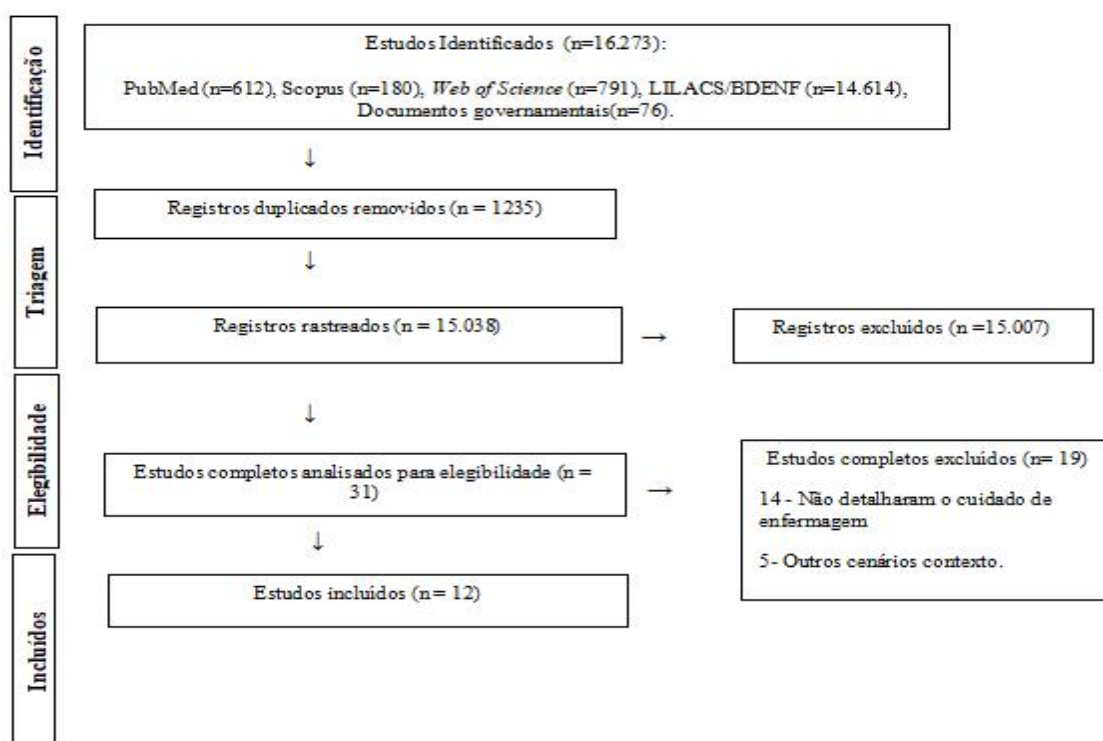 Identificação
Estudos Identificados (n=16.273):
PubMed (n=612), Scopus (n=180), Web of Science (n=791), LILACS/BDENF (n=14.614),
Documentos governamentais(n=76).
↓
Triagem
Registros duplicados removidos (n = 1235)
↓
Registros rastreados (n = 15.038)
→
Registros excluídos (n =15.007)
↓
Elegibilidade
Estudos completos analisados para elegibilidade (n =
31)
→
Estudos completos excluídos (n= 19)
14 - Não detalharam o cuidado de
enfermagem
5- Outros cenários contexto.
↓
Incluídos
Estudos incluídos (n = 12)